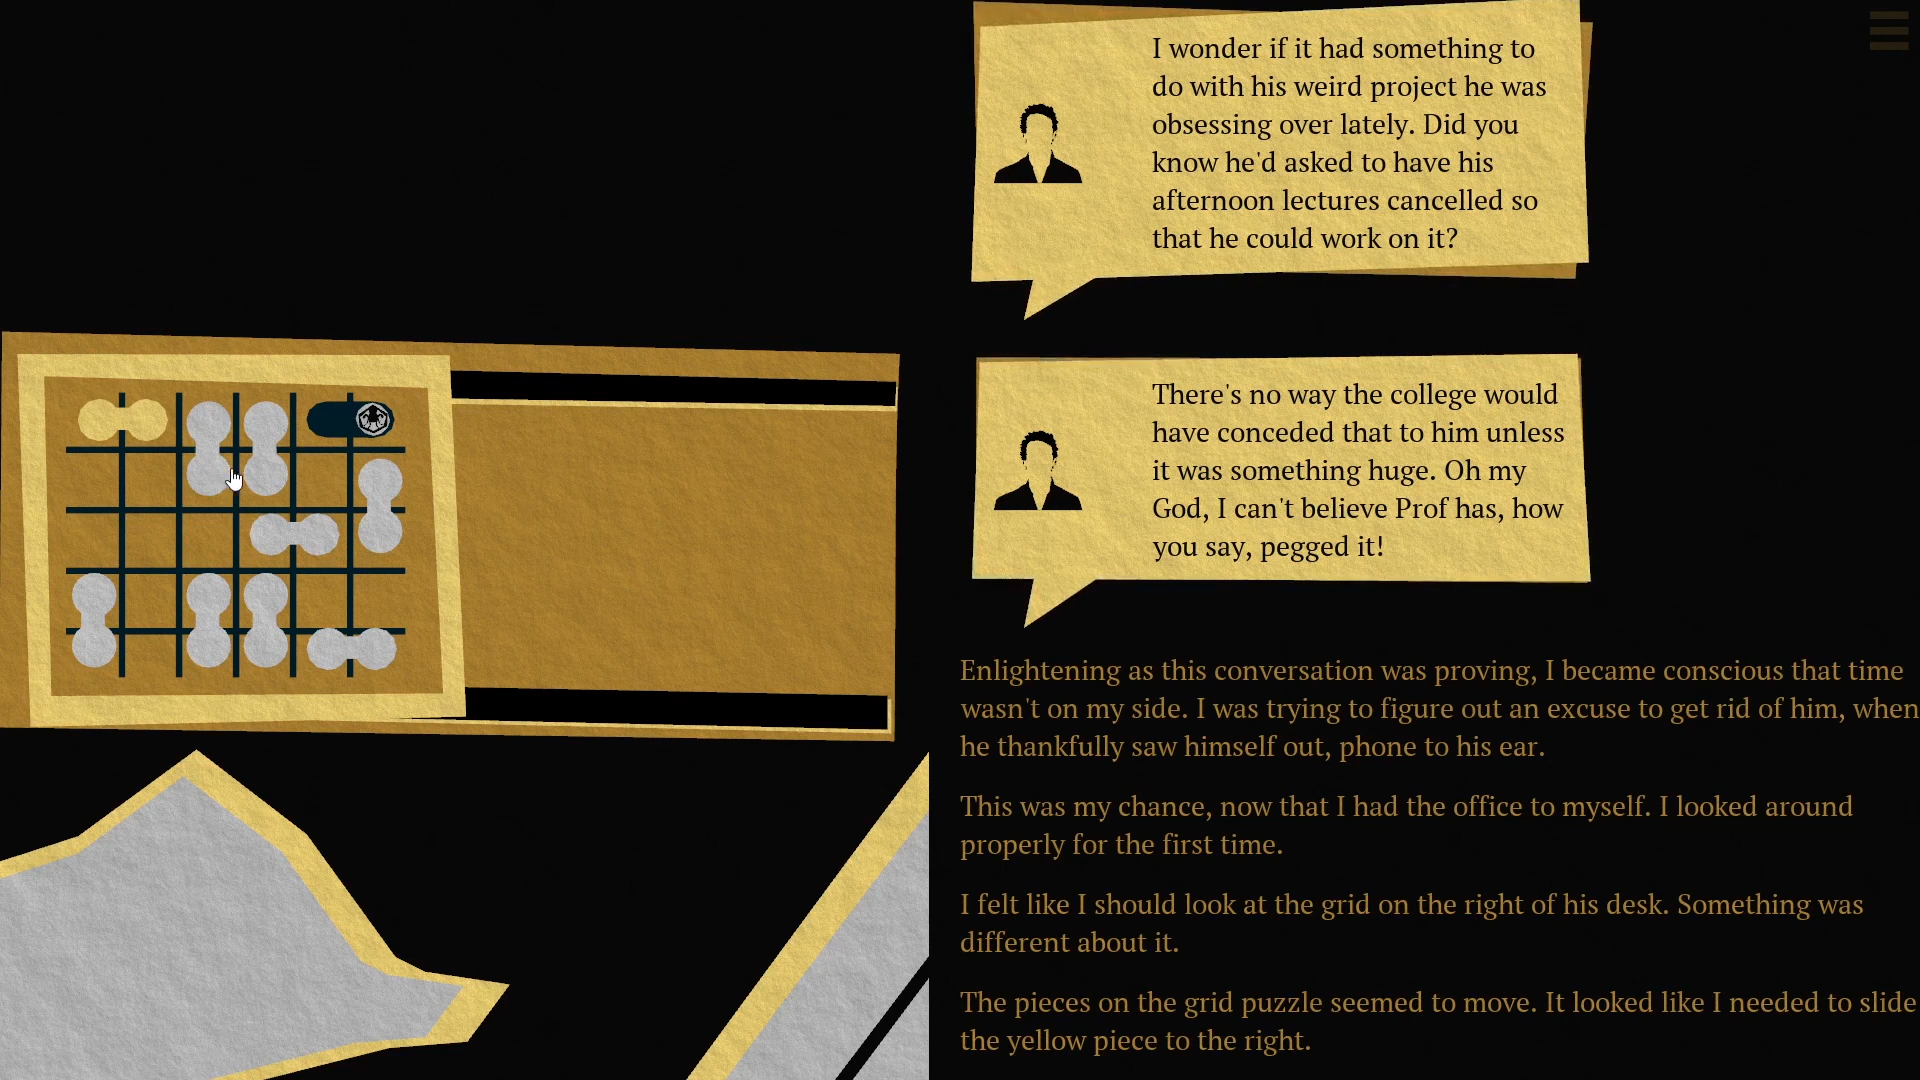 I wonder if it had something to
do with his weird project he was
obsessing over lately. Did you
know he'd asked to have his
afternoon lectures cancelled so
that he could work on it?
There's no way the college would
have conceded that to him unless
it was something huge. Oh my
God, I can't believe Prof has, how
you say, pegged it!
Enlightening as this conversation was proving, I became conscious that time
wasn't on my side. I was trying to figure out an excuse to get rid of him, when
he thankfully saw himself out, phone to his ear.
This was my chance, now that I had the office to myself. I looked around
properly for the first time.
I felt like I should look at the grid on the right of his desk. Something was
different about it.
The pieces on the grid puzzle seemed to move. It looked like I needed to slide
the yellow piece to the right.